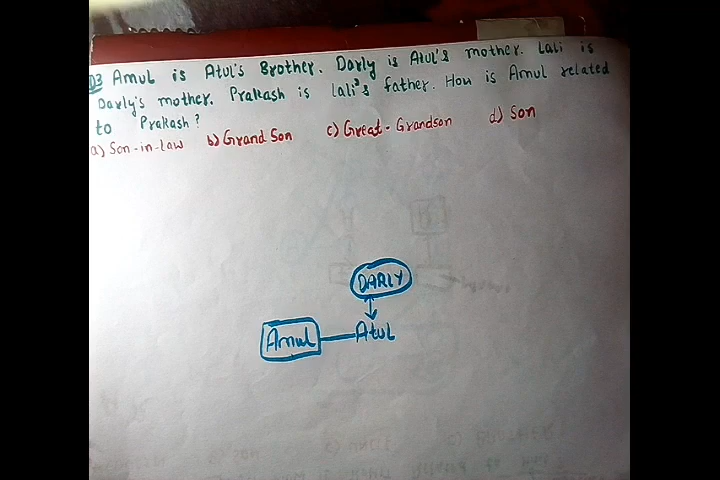 Q3 Amul is Atul's Brother. Darly is Atul's mother. Lali is
Darly's mother. Prakash is Lali's father. How is Amul related
to Prakash?
a) Son-in-law b) Grand Son c) Great-Grandson d) Son
DARLY
Amul Atul